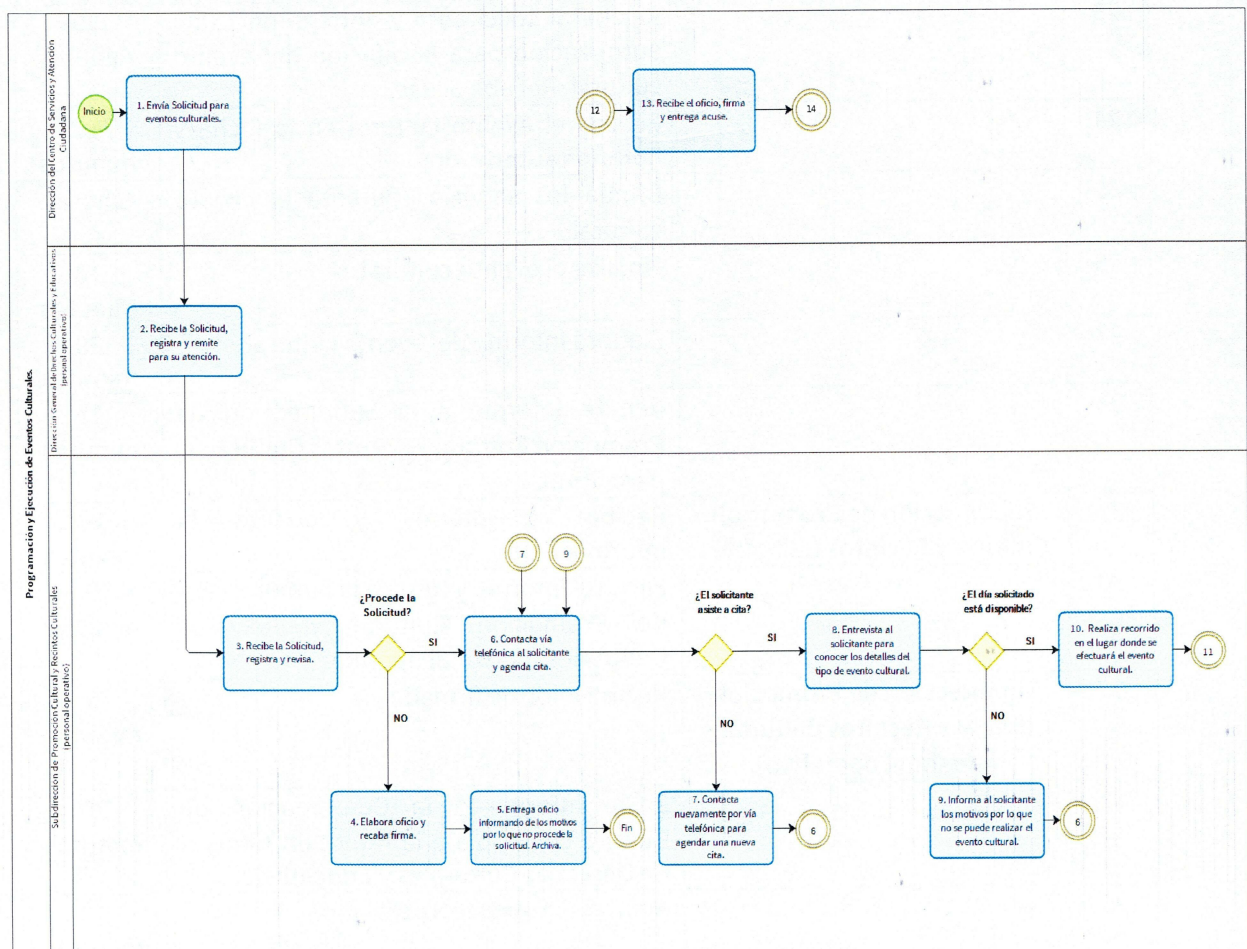 Programación y Ejecución de Eventos Culturales.
Dirección del Centro de Servicios y Atención
Ciudadana
Inicio
1. Envía Solicitud para
eventos culturales.
12
13. Recibe el oficio, firma
y entrega acuse.
14
Dirección General de Derechos Culturales y Educativos
(personal operativo)
2. Recibe la Solicitud,
registra y remite
para su atención.
Subdirección de Promoción Cultural y Recintos Culturales
(personal operativo)
3. Recibe la Solicitud,
registra y revisa.
¿Procede la
Solicitud?
SI
NO
4. Elabora oficio y
recaba firma.
5. Entrega oficio
informando de los motivos
por lo que no procede la
solicitud. Archiva.
Fin
7
9
6. Contacta vía
telefónica al solicitante
y agenda cita.
¿El solicitante
asiste a cita?
SI
NO
7. Contacta
nuevamente por vía
telefónica para
agendar una nueva
cita.
6
8. Entrevista al
solicitante para
conocer los detalles del
tipo de evento cultural.
¿El día solicitado
está disponible?
SI
NO
9. Informa al solicitante
los motivos por lo que
no se puede realizar el
evento cultural.
6
10. Realiza recorrido
en el lugar donde se
efectuará el evento
cultural.
11